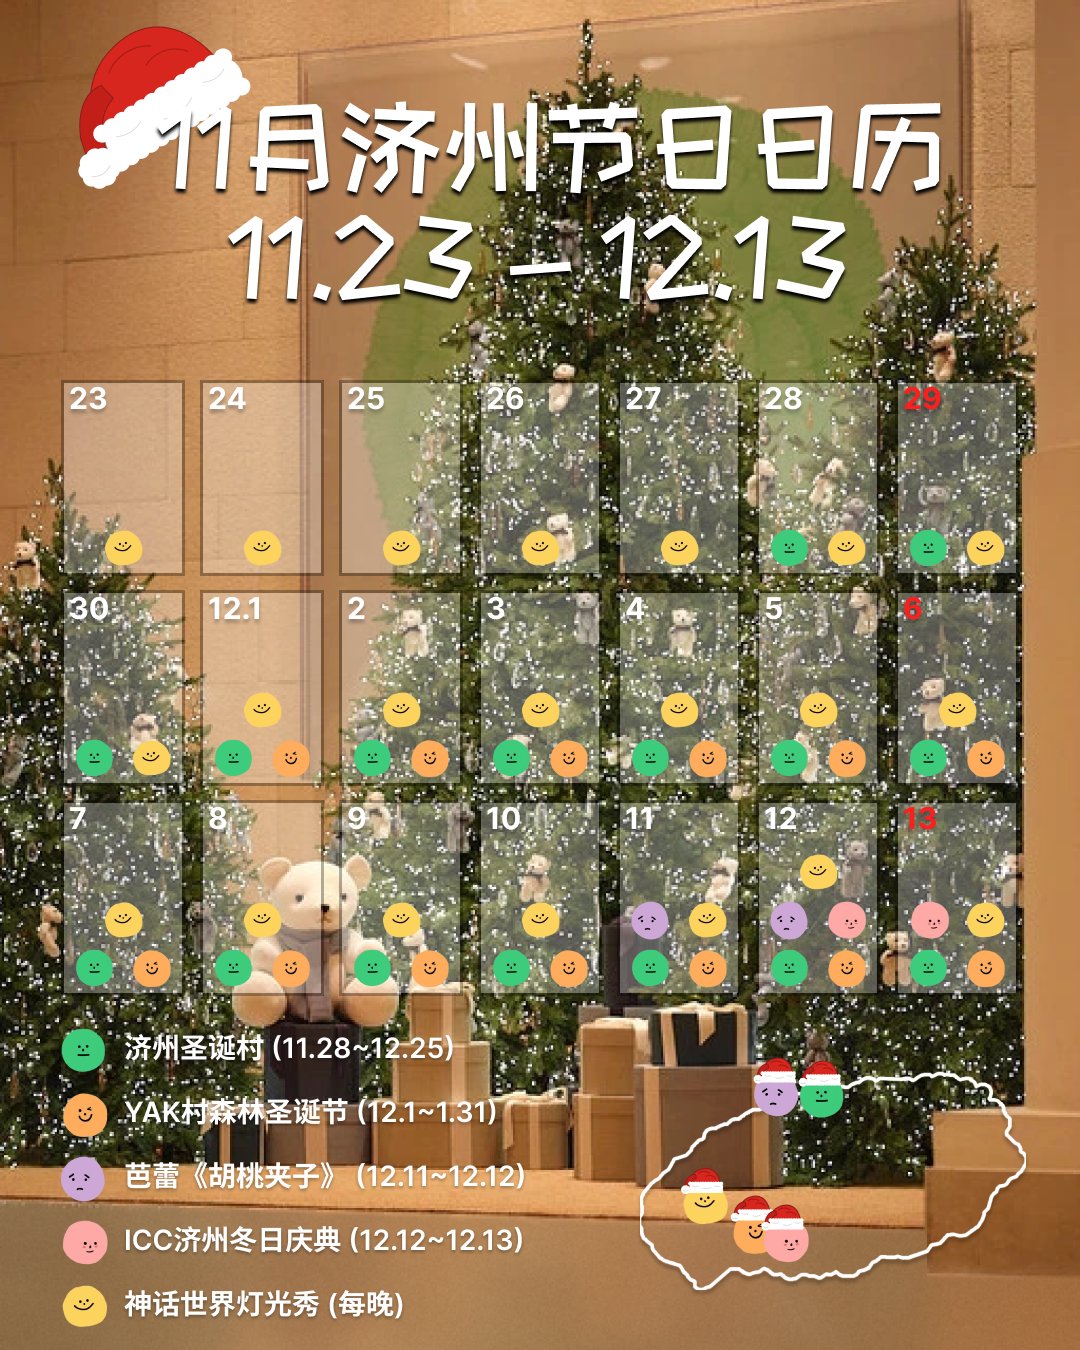 11月济州节日日历
11.23 – 12.13
23 24 25 26 27 28 29
30 12.1 2 3 4 5 6
7 8 9 10 11 12 13
济州圣诞村 (11.28~12.25)
YAK村森林圣诞节 (12.1~1.31)
芭蕾《胡桃夹子》 (12.11~12.12)
ICC济州冬日庆典 (12.12~12.13)
神话世界灯光秀 (每晚)